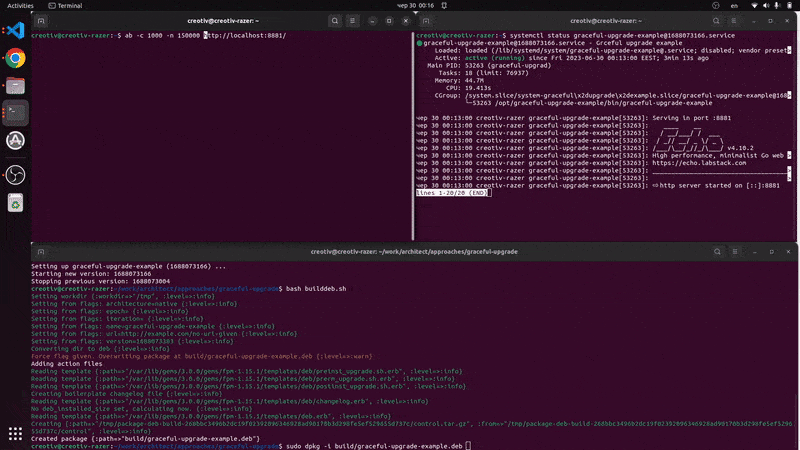 Activities
Terminal
чер 30 00:16
en
creotiv@creotiv-razer: ~
creotiv@creotiv-razer:~$ ab -c 1000 -n 150000 http://localhost:8881/
creotiv@creotiv-razer: ~
creotiv@creotiv-razer:~$ systemctl status graceful-upgrade-example@1688073166.service
● graceful-upgrade-example@1688073166.service - Greful upgrade example
Loaded: loaded (/lib/systemd/system/graceful-upgrade-example@.service; disabled; vendor preset>
Active: active (running) since Fri 2023-06-30 00:13:00 EEST; 3min 13s ago
Main PID: 53263 (graceful-upgrad)
Tasks: 18 (limit: 76937)
Memory: 44.7M
CPU: 19.413s
CGroup: /system.slice/system-graceful\x2dupgrade\x2dexample.slice/graceful-upgrade-example@168>
└─53263 /opt/graceful-upgrade-example/bin/graceful-upgrade-example
чер 30 00:13:00 creotiv-razer graceful-upgrade-example[53263]: Serving in port :8881
чер 30 00:13:00 creotiv-razer graceful-upgrade-example[53263]:    ____    __
чер 30 00:13:00 creotiv-razer graceful-upgrade-example[53263]:   / __/___/ /  ___
чер 30 00:13:00 creotiv-razer graceful-upgrade-example[53263]:  / _// __/ _ \/ _ \
чер 30 00:13:00 creotiv-razer graceful-upgrade-example[53263]: /___/\__/_//_/\___/ v4.10.2
чер 30 00:13:00 creotiv-razer graceful-upgrade-example[53263]: High performance, minimalist Go web >
чер 30 00:13:00 creotiv-razer graceful-upgrade-example[53263]: https://echo.labstack.com
чер 30 00:13:00 creotiv-razer graceful-upgrade-example[53263]: ____________________________________>
чер 30 00:13:00 creotiv-razer graceful-upgrade-example[53263]:                                     >
чер 30 00:13:00 creotiv-razer graceful-upgrade-example[53263]: ⇨ http server started on [::]:8881
lines 1-20/20 (END)
creotiv@creotiv-razer: ~/work/architect/approaches/graceful-upgrade
Setting up graceful-upgrade-example (1688073166) ...
Starting new version: 1688073166
Stopping previous version: 1688073004
creotiv@creotiv-razer:~/work/architect/approaches/graceful-upgrade$ bash builddeb.sh
Setting workdir {:workdir=>"/tmp", :level=>:info}
Setting from flags: architecture=native {:level=>:info}
Setting from flags: epoch= {:level=>:info}
Setting from flags: iteration= {:level=>:info}
Setting from flags: name=graceful-upgrade-example {:level=>:info}
Setting from flags: url=http://example.com/no-uri-given {:level=>:info}
Setting from flags: version=1688073383 {:level=>:info}
Converting dir to deb {:level=>:info}
Force flag given. Overwriting package at build/graceful-upgrade-example.deb {:level=>:warn}
Adding action files
Reading template {:path=>"/var/lib/gems/3.0.0/gems/fpm-1.15.1/templates/deb/preinst_upgrade.sh.erb", :level=>:info}
Reading template {:path=>"/var/lib/gems/3.0.0/gems/fpm-1.15.1/templates/deb/prerm_upgrade.sh.erb", :level=>:info}
Reading template {:path=>"/var/lib/gems/3.0.0/gems/fpm-1.15.1/templates/deb/postinst_upgrade.sh.erb", :level=>:info}
Creating boilerplate changelog file {:level=>:info}
Reading template {:path=>"/var/lib/gems/3.0.0/gems/fpm-1.15.1/templates/deb/changelog.erb", :level=>:info}
No deb_installed_size set, calculating now. {:level=>:info}
Reading template {:path=>"/var/lib/gems/3.0.0/gems/fpm-1.15.1/templates/deb.erb", :level=>:info}
Created package {:path=>"build/graceful-upgrade-example.deb"}
creotiv@creotiv-razer:~/work/architect/approaches/graceful-upgrade$ sudo dpkg -i build/graceful-upgrade-example.deb